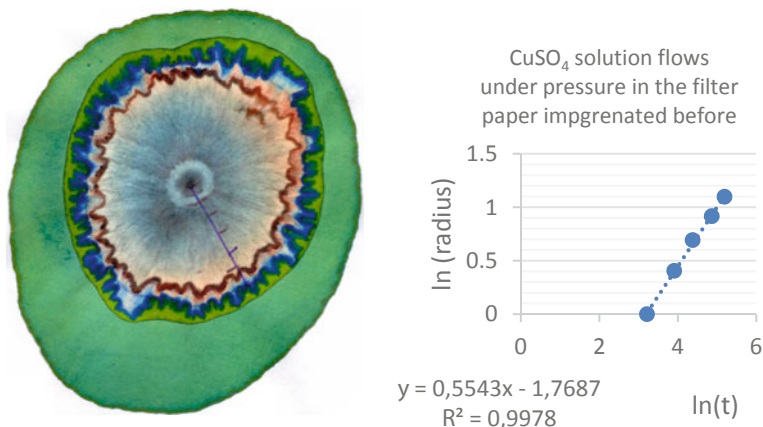 CuSO₄ solution flows
under pressure in the filter
paper impgrenated before
1.5
1
0.5
0
ln (radius)
0 2 4 6
y = 0,5543x - 1,7687
R² = 0,9978
ln(t)